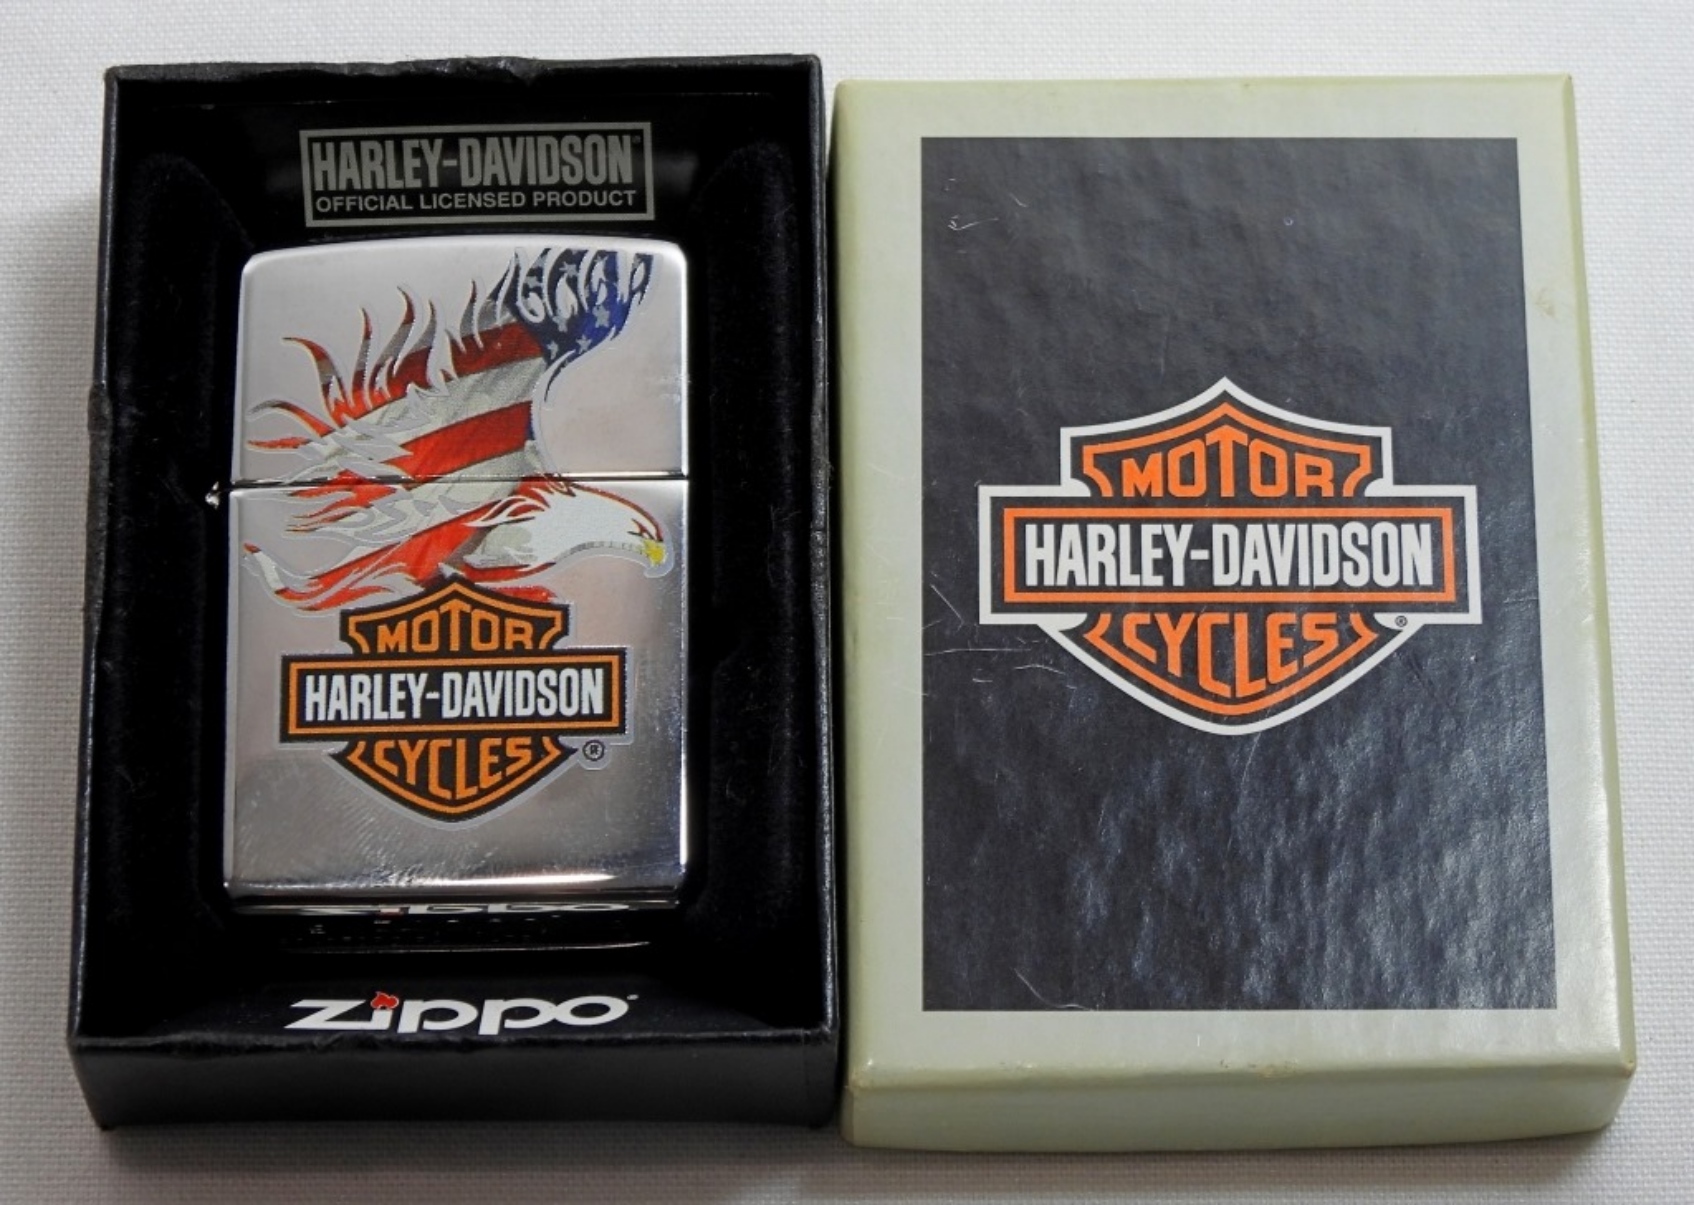 HARLEY-DAVIDSON
OFFICIAL LICENSED PRODUCT
MOTOR
HARLEY-DAVIDSON
CYCLES ®
zippo
MOTOR
HARLEY-DAVIDSON
CYCLES ®